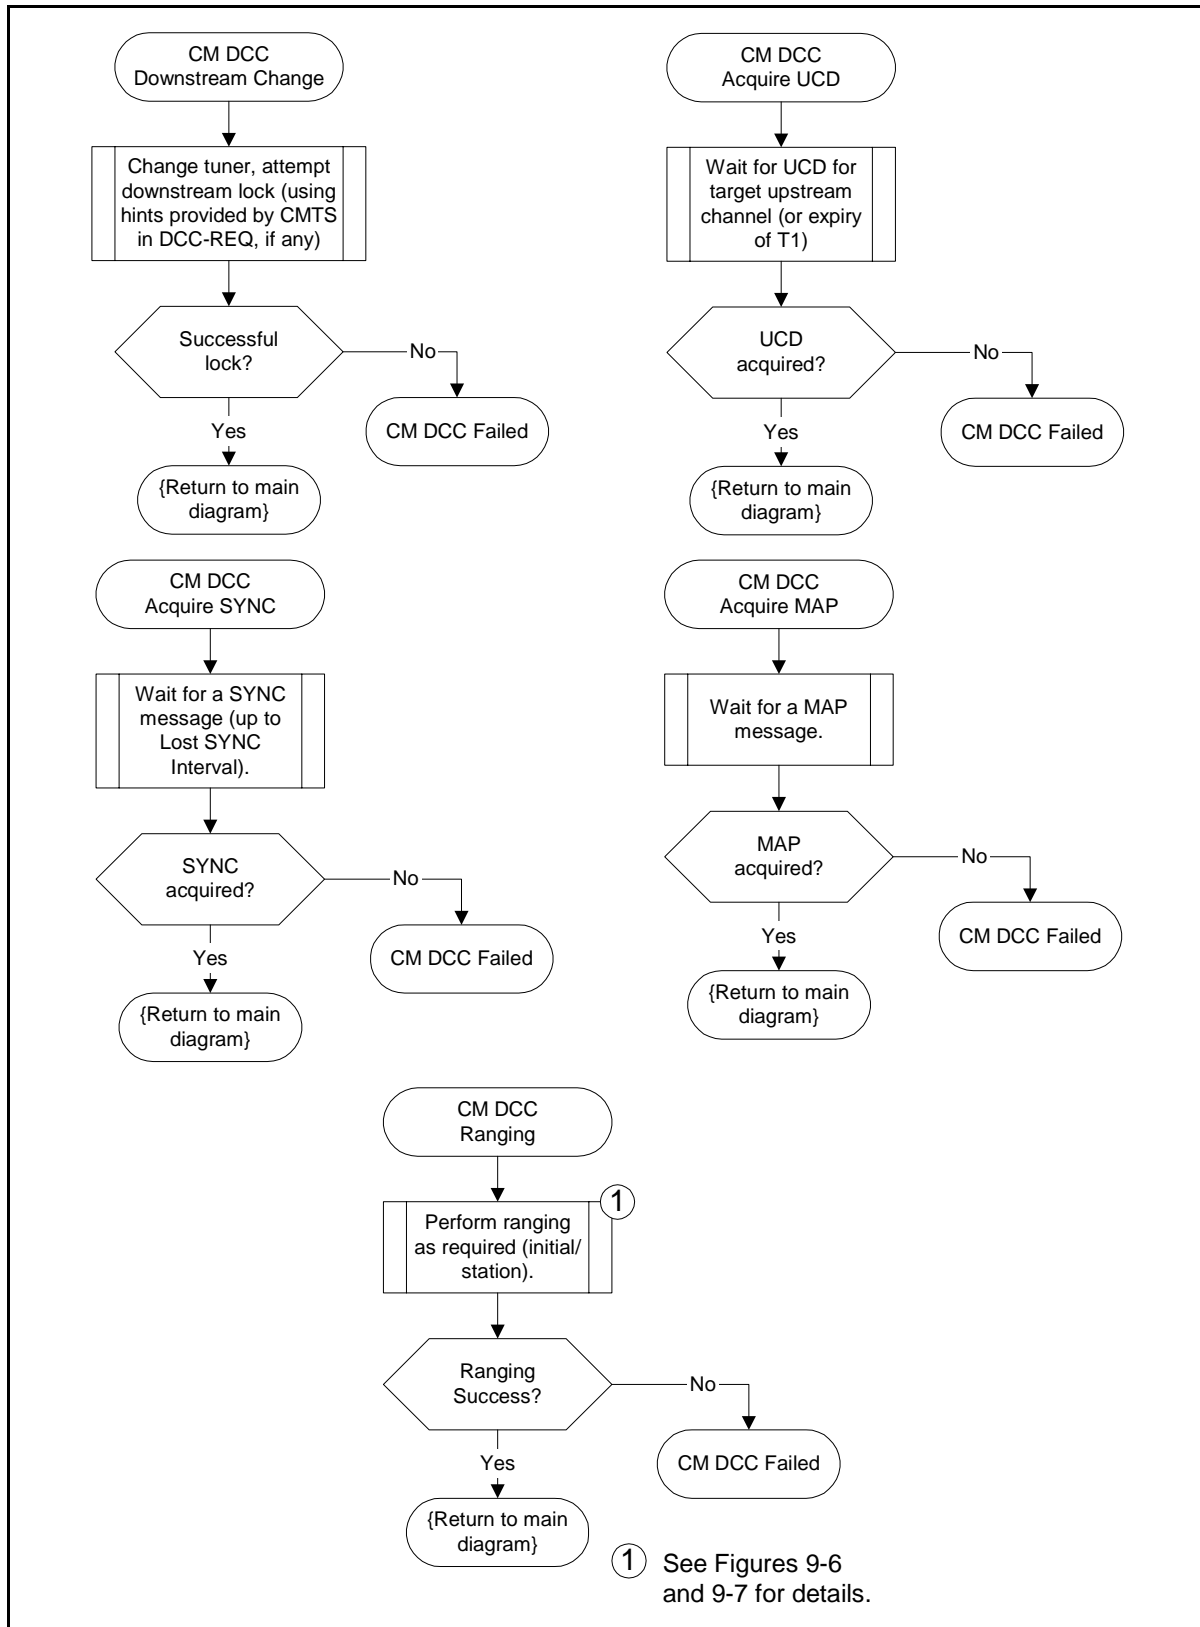 CM DCC
Downstream Change
Change tuner, attempt
downstream lock (using
hints provided by CMTS
in DCC-REQ, if any)
Successful
lock?
No
CM DCC Failed
Yes
{Return to main
diagram}
CM DCC
Acquire UCD
Wait for UCD for
target upstream
channel (or expiry
of T1)
UCD
acquired?
No
CM DCC Failed
Yes
{Return to main
diagram}
CM DCC
Acquire SYNC
Wait for a SYNC
message (up to
Lost SYNC
Interval).
SYNC
acquired?
No
CM DCC Failed
Yes
{Return to main
diagram}
CM DCC
Acquire MAP
Wait for a MAP
message.
MAP
acquired?
No
CM DCC Failed
Yes
{Return to main
diagram}
CM DCC
Ranging
1
Perform ranging
as required (initial/
station).
Ranging
Success?
No
CM DCC Failed
Yes
{Return to main
diagram}
1 See Figures 9-6
and 9-7 for details.